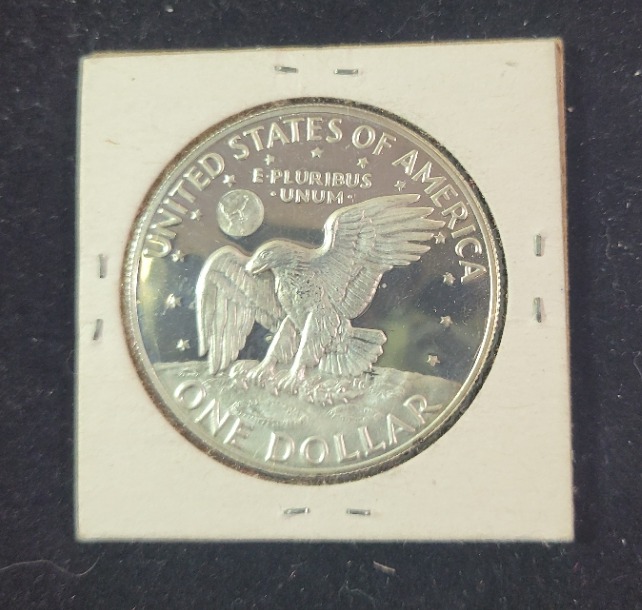 UNITED STATES OF AMERICA
E·PLURIBUS
·UNUM·
ONE DOLLAR